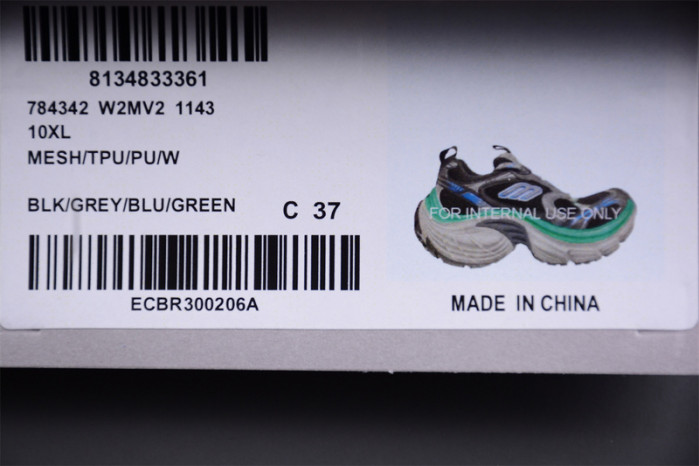 8134833361
784342 W2MV2 1143
10XL
MESH/TPU/PU/W
BLK/GREY/BLU/GREEN C 37
ECBR300206A
FOR INTERNAL USE ONLY
MADE IN CHINA